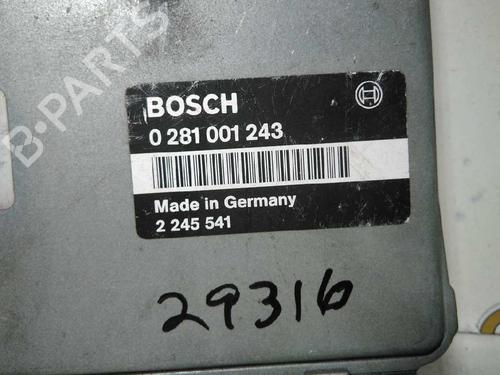 B-PARTS
BOSCH
0 281 001 243
Made in Germany
2 245 541
29316